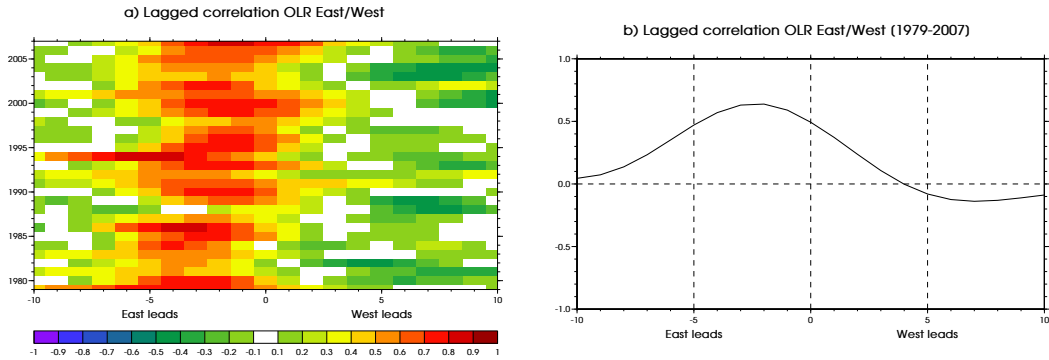 a) Lagged correlation OLR East/West
2005
2000
1995
1990
1985
1980
-10 -5 0 5 10
East leads West leads
-1 -0.9 -0.8 -0.7 -0.6 -0.5 -0.4 -0.3 -0.2 -0.1 0.1 0.2 0.3 0.4 0.5 0.6 0.7 0.8 0.9 1
b) Lagged correlation OLR East/West [1979-2007]
1.0
0.5
0.0
-0.5
-1.0
-10 -5 0 5 10
East leads West leads